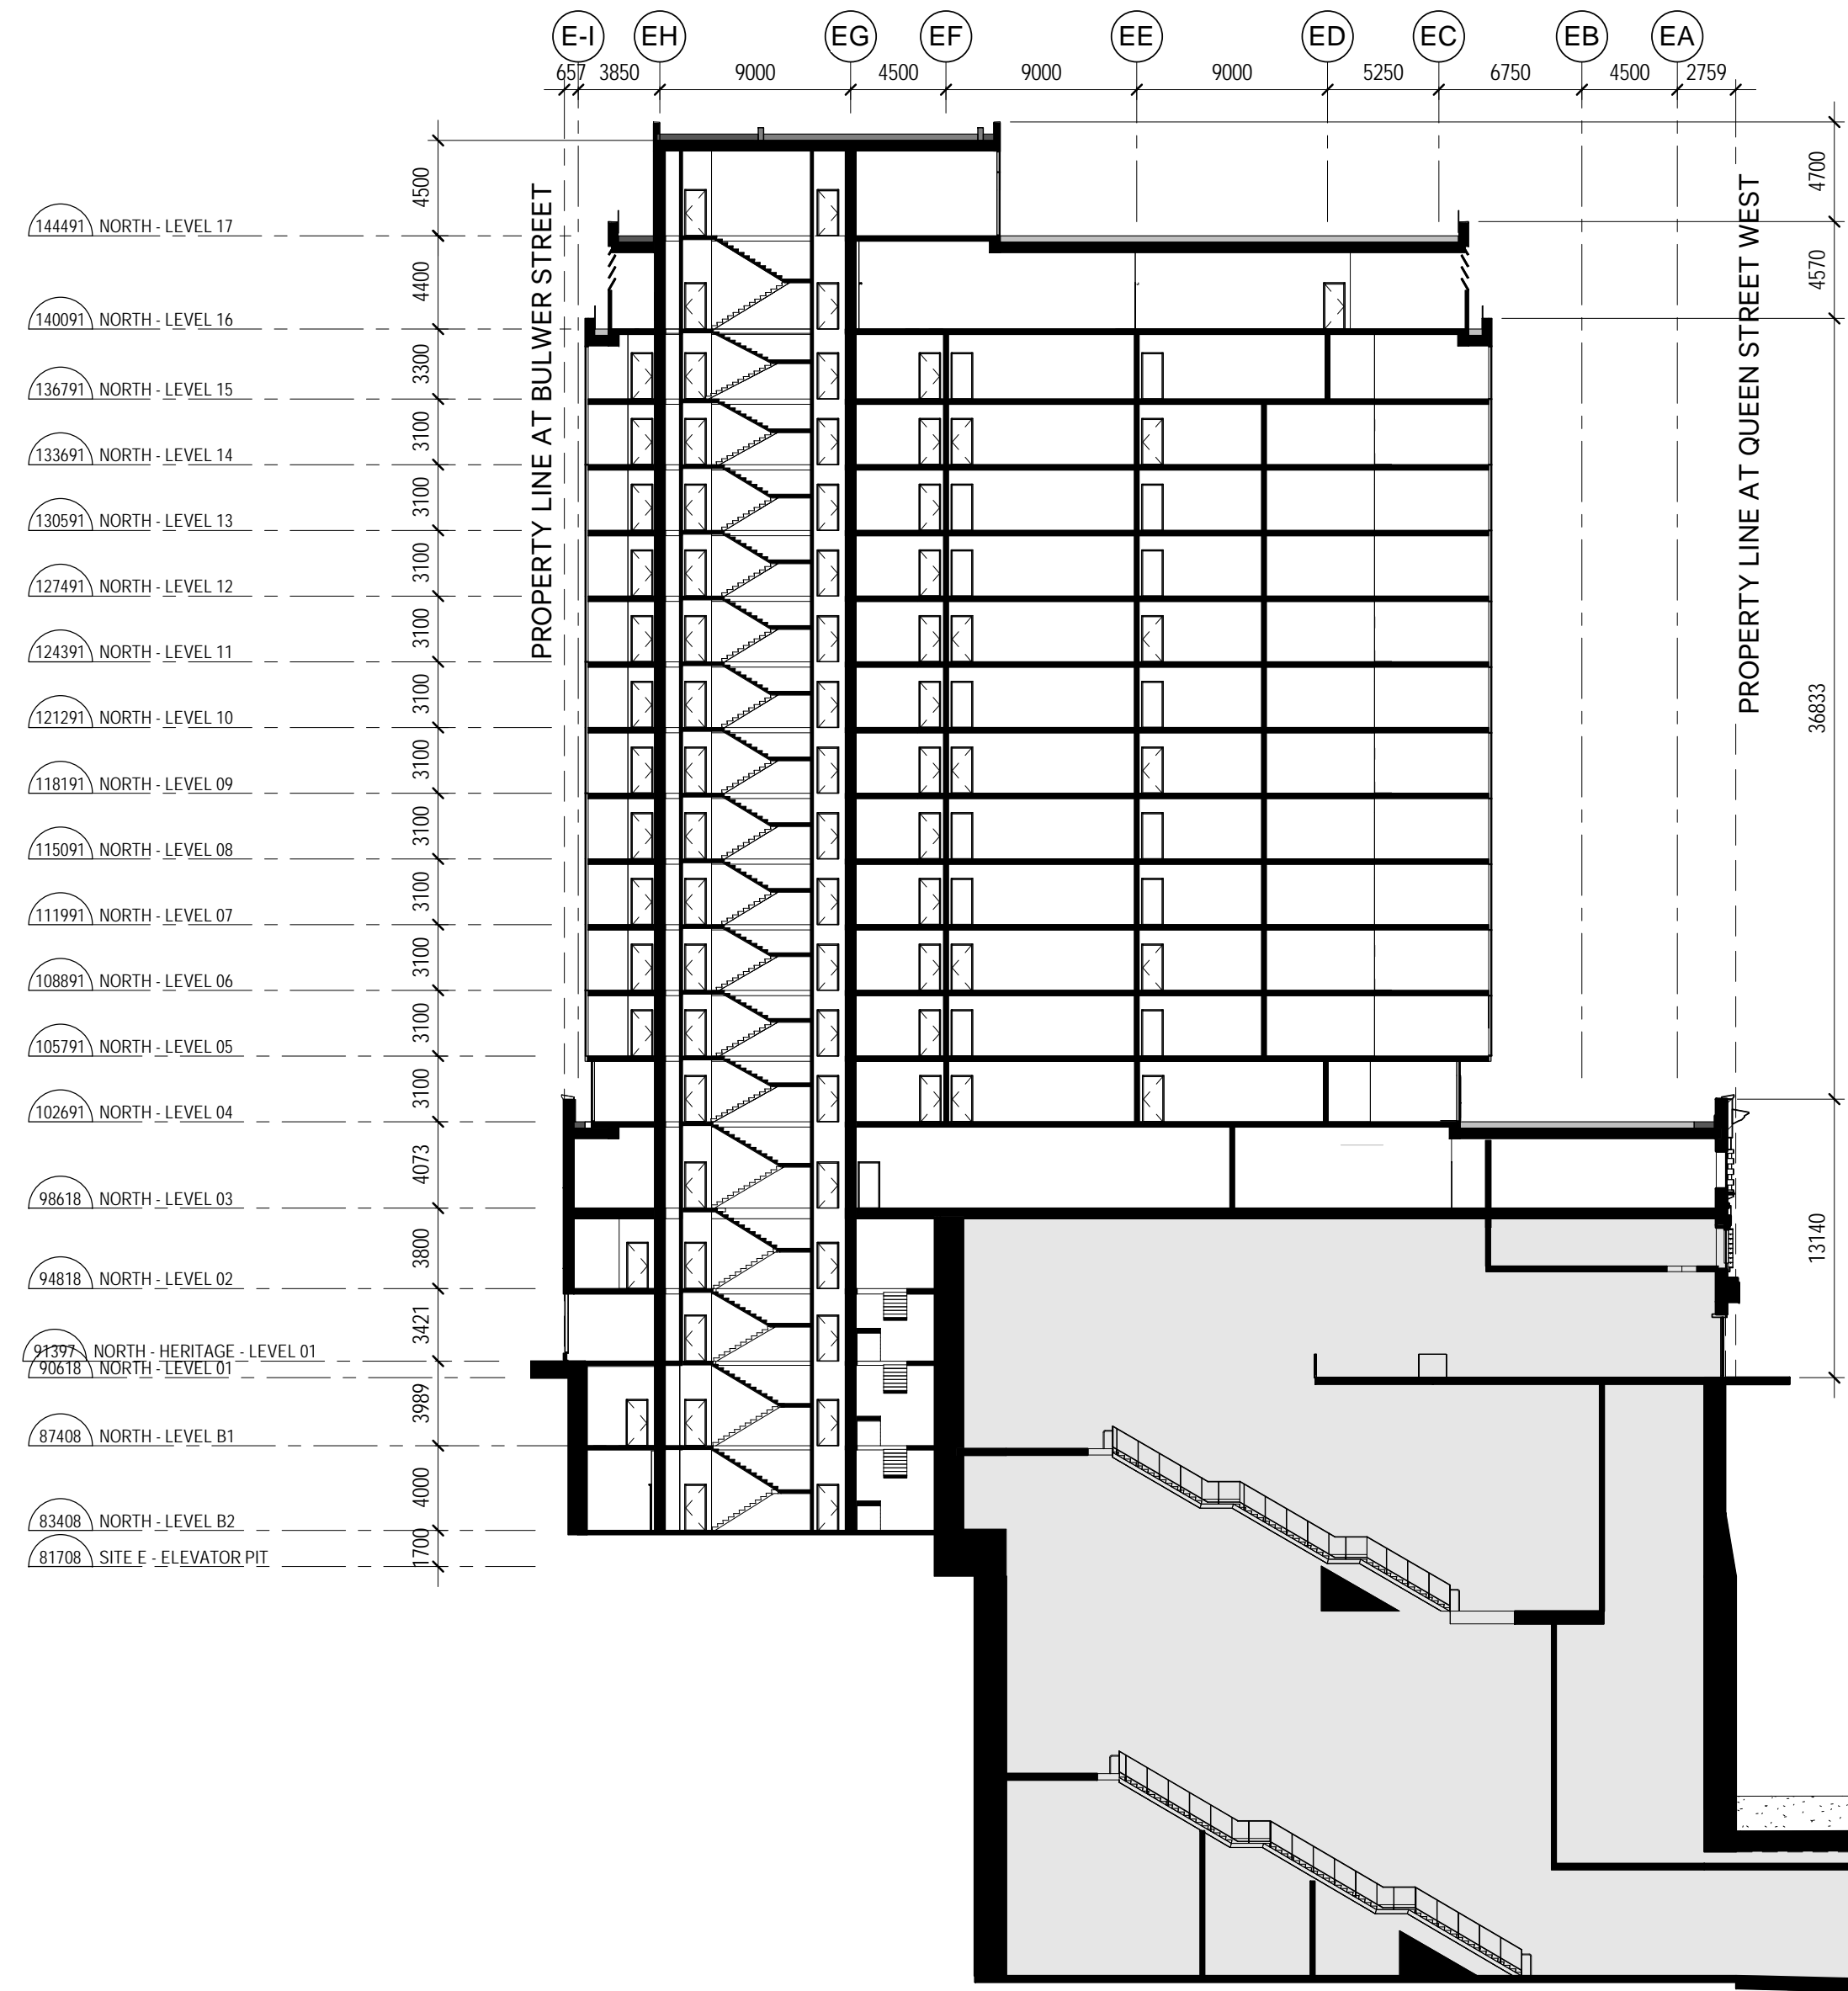 E-I EH EG EF EE ED EC EB EA
657 3850 9000 4500 9000 9000 5250 6750 4500 2759
PROPERTY LINE AT BULWER STREET
PROPERTY LINE AT QUEEN STREET WEST
4500
144491 NORTH - LEVEL 17
4400
140091 NORTH - LEVEL 16
3300
136791 NORTH - LEVEL 15
3100
133691 NORTH - LEVEL 14
3100
130591 NORTH - LEVEL 13
3100
127491 NORTH - LEVEL 12
3100
124391 NORTH - LEVEL 11
3100
121291 NORTH - LEVEL 10
3100
118191 NORTH - LEVEL 09
3100
115091 NORTH - LEVEL 08
3100
111991 NORTH - LEVEL 07
3100
108891 NORTH - LEVEL 06
3100
105791 NORTH - LEVEL 05
3100
102691 NORTH - LEVEL 04
4073
98618 NORTH - LEVEL 03
3800
94818 NORTH - LEVEL 02
3421
91397 NORTH - HERITAGE - LEVEL 01
90618 NORTH - LEVEL 01
3989
87408 NORTH - LEVEL B1
4000
83408 NORTH - LEVEL B2
1700
81708 SITE E - ELEVATOR PIT
4700
4570
36833
13140